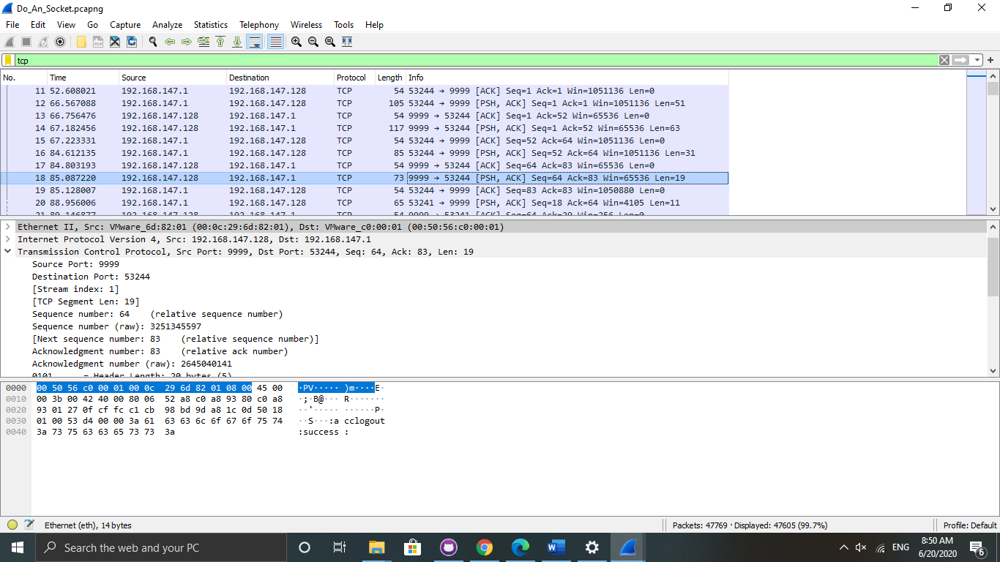 Do_An_Socket.pcapng
File Edit View Go Capture Analyze Statistics Telephony Wireless Tools Help
tcp
No. Time Source Destination Protocol Length Info
11 52.608021 192.168.147.1 192.168.147.128 TCP 54 53244 → 9999 [ACK] Seq=1 Ack=1 Win=1051136 Len=0
12 66.567088 192.168.147.1 192.168.147.128 TCP 105 53244 → 9999 [PSH, ACK] Seq=1 Ack=1 Win=1051136 Len=51
13 66.756476 192.168.147.128 192.168.147.1 TCP 54 9999 → 53244 [ACK] Seq=1 Ack=52 Win=65536 Len=0
14 67.182456 192.168.147.128 192.168.147.1 TCP 117 9999 → 53244 [PSH, ACK] Seq=1 Ack=52 Win=65536 Len=63
15 67.223331 192.168.147.1 192.168.147.128 TCP 54 53244 → 9999 [ACK] Seq=52 Ack=64 Win=1051136 Len=0
16 84.612135 192.168.147.1 192.168.147.128 TCP 85 53244 → 9999 [PSH, ACK] Seq=52 Ack=64 Win=1051136 Len=31
17 84.803193 192.168.147.128 192.168.147.1 TCP 54 9999 → 53244 [ACK] Seq=64 Ack=83 Win=65536 Len=0
18 85.087220 192.168.147.128 192.168.147.1 TCP 73 9999 → 53244 [PSH, ACK] Seq=64 Ack=83 Win=65536 Len=19
19 85.128007 192.168.147.1 192.168.147.128 TCP 54 53244 → 9999 [ACK] Seq=83 Ack=83 Win=1050880 Len=0
20 88.956006 192.168.147.1 192.168.147.128 TCP 65 53241 → 9999 [PSH, ACK] Seq=18 Ack=64 Win=4105 Len=11
21 89.146877 192.168.147.128 192.168.147.1 TCP 54 9999 → 53241 [ACK] Seq=64 Ack=29 Win=256 Len=0
Ethernet II, Src: VMware_6d:82:01 (00:0c:29:6d:82:01), Dst: VMware_c0:00:01 (00:50:56:c0:00:01)
Internet Protocol Version 4, Src: 192.168.147.128, Dst: 192.168.147.1
Transmission Control Protocol, Src Port: 9999, Dst Port: 53244, Seq: 64, Ack: 83, Len: 19
Source Port: 9999
Destination Port: 53244
[Stream index: 1]
[TCP Segment Len: 19]
Sequence number: 64 (relative sequence number)
Sequence number (raw): 3251345597
[Next sequence number: 83 (relative sequence number)]
Acknowledgment number: 83 (relative ack number)
Acknowledgment number (raw): 2645040141
0101 .... = Header Length: 20 bytes (5)
0000 00 50 56 c0 00 01 00 0c 29 6d 82 01 08 00 45 00 ·PV····· )m····E·
0010 00 3b 00 42 40 00 80 06 52 a8 c0 a8 93 80 c0 a8 ·;·B@··· R·······
0020 93 01 27 0f cf fc c1 cb 98 bd 9d a8 1c 0d 50 18 ··'····· ······P·
0030 01 00 53 d4 00 00 3a 61 63 63 6c 6f 67 6f 75 74 ··S···:a cclogout
0040 3a 73 75 63 63 65 73 73 3a :success :
Ethernet (eth), 14 bytes Packets: 47769 · Displayed: 47605 (99.7%) Profile: Default
Search the web and your PC ENG 8:50 AM
6/20/2020 6